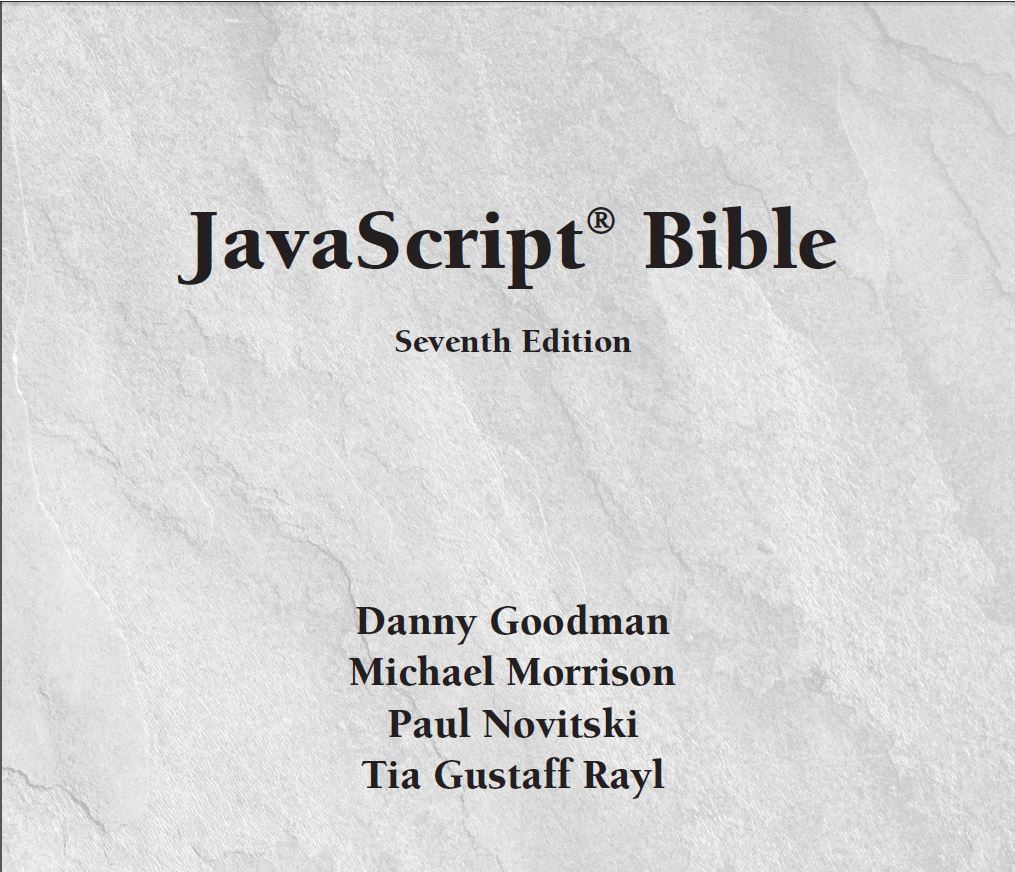 JavaScript® Bible
Seventh Edition
Danny Goodman
Michael Morrison
Paul Novitski
Tia Gustaff Rayl